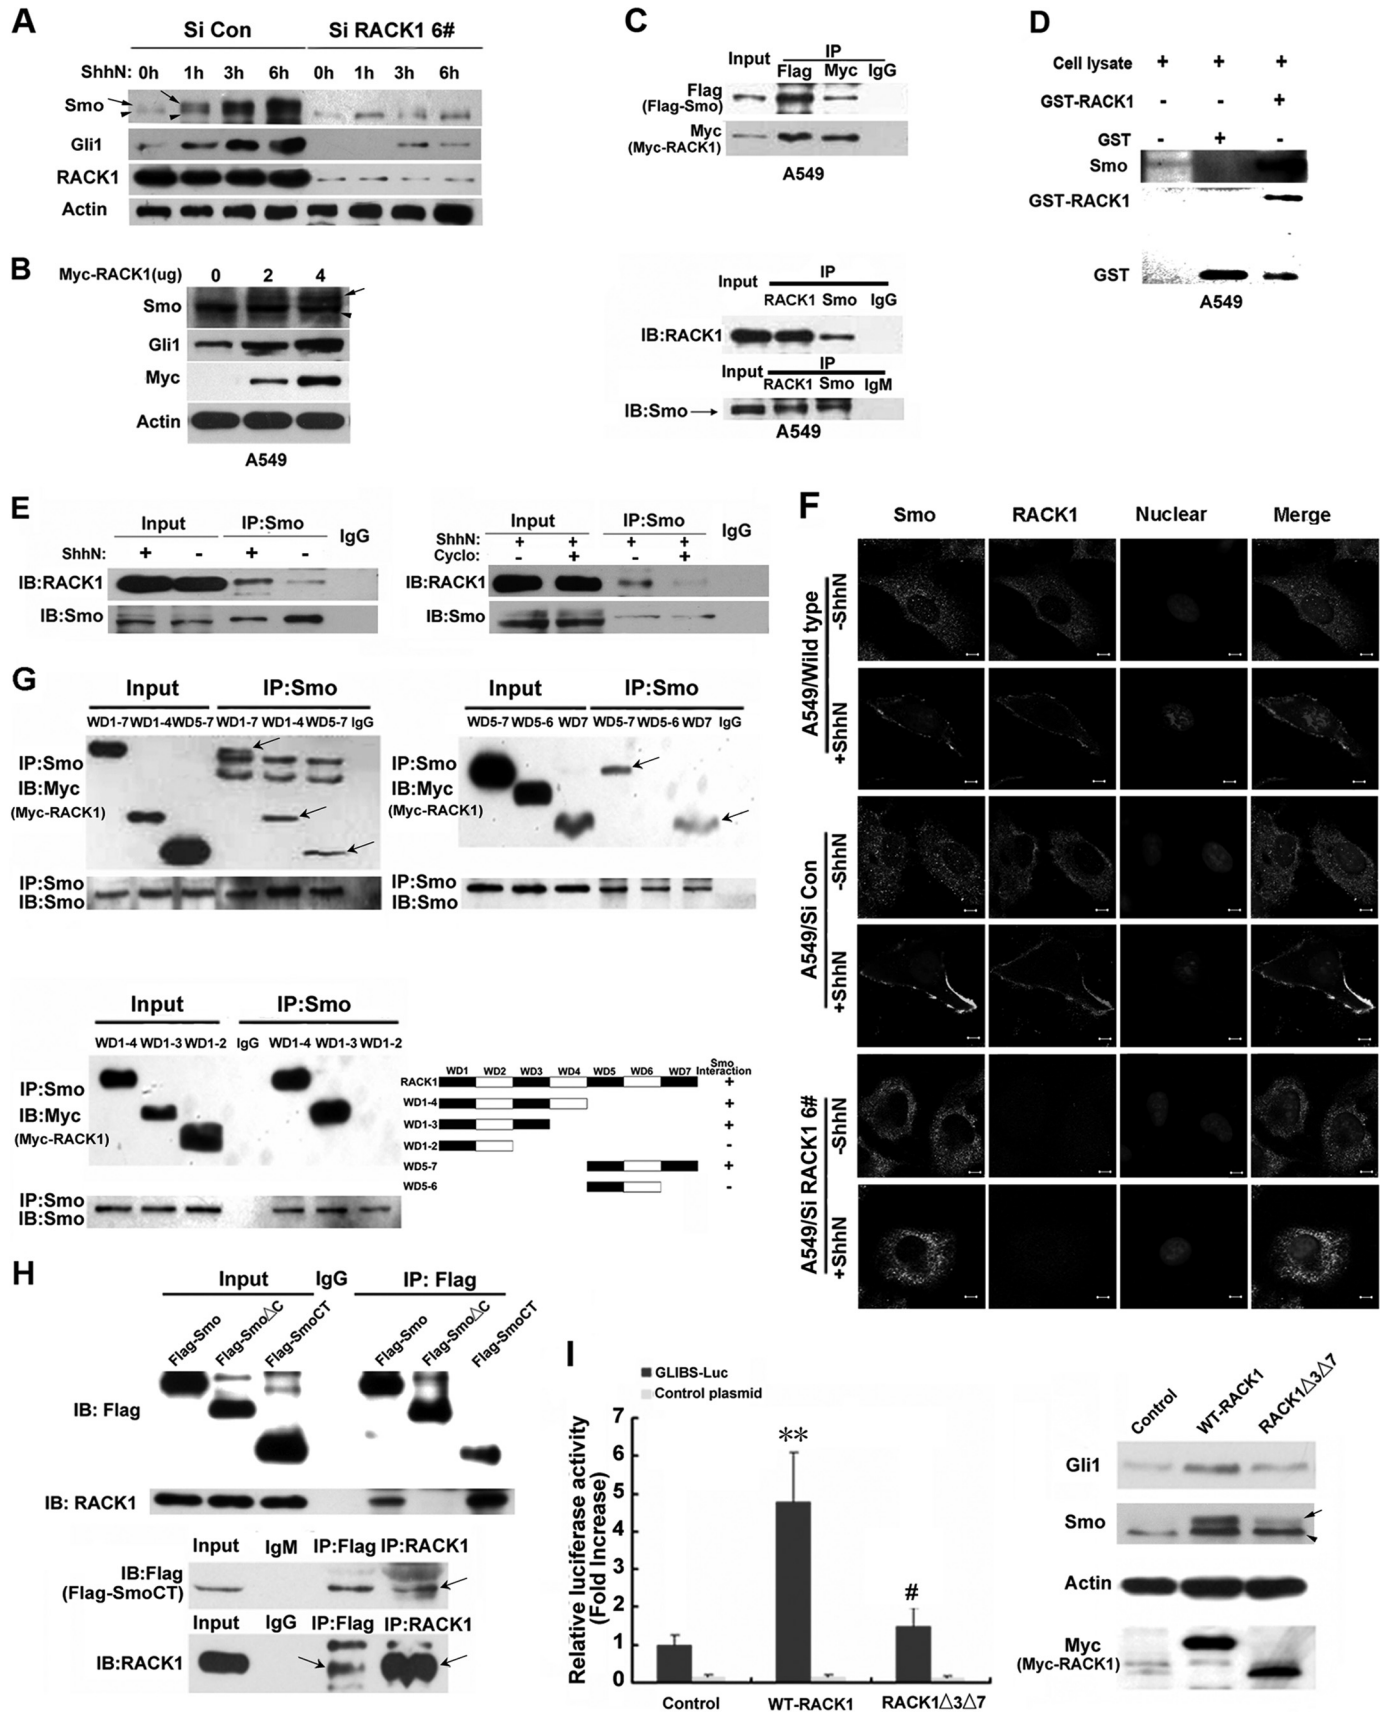 A
Si Con Si RACK1 6#
ShhN: 0h 1h 3h 6h 0h 1h 3h 6h
Smo
Gli1
RACK1
Actin
B
Myc-RACK1(ug) 0 2 4
Smo
Gli1
Myc
Actin
A549
C
Input IP
Flag Myc IgG
Flag
(Flag-Smo)
Myc
(Myc-RACK1)
A549
Input IP
RACK1 Smo IgG
IB:RACK1
Input IP
RACK1 Smo IgM
IB:Smo
A549
D
Cell lysate + + +
GST-RACK1 - - +
GST - + -
Smo
GST-RACK1
GST
A549
E
Input IP:Smo IgG
ShhN: + - + -
IB:RACK1
IB:Smo
Input IP:Smo IgG
ShhN: + + + +
Cyclo: - + - +
IB:RACK1
IB:Smo
F
Smo RACK1 Nuclear Merge
A549/Wild type
-ShhN
+ShhN
A549/Si Con
-ShhN
+ShhN
A549/Si RACK1 6#
-ShhN
+ShhN
G
Input IP:Smo
WD1-7 WD1-4 WD5-7 WD1-7 WD1-4 WD5-7 IgG
IP:Smo
IB:Myc
(Myc-RACK1)
IP:Smo
IB:Smo
Input IP:Smo
WD5-7 WD5-6 WD7 WD5-7 WD5-6 WD7 IgG
IP:Smo
IB:Myc
(Myc-RACK1)
IP:Smo
IB:Smo
Input IP:Smo
WD1-4 WD1-3 WD1-2 IgG WD1-4 WD1-3 WD1-2
IP:Smo
IB:Myc
(Myc-RACK1)
IP:Smo
IB:Smo
WD1 WD2 WD3 WD4 WD5 WD6 WD7 Smo Interaction
RACK1 +
WD1-4 +
WD1-3 +
WD1-2 -
WD5-7 +
WD5-6 -
H
Input IgG IP: Flag
Flag-Smo Flag-Smo△C Flag-SmoCT Flag-Smo Flag-Smo△C Flag-SmoCT
IB: Flag
IB: RACK1
Input IgM IP:Flag IP:RACK1
IB:Flag
(Flag-SmoCT)
Input IgG IP:Flag IP:RACK1
IB:RACK1
I
GLIBS-Luc
Control plasmid
Relative luciferase activity
(Fold Increase)
7
6
5
4
3
2
1
0
**
#
Control WT-RACK1 RACK1△3△7
Control WT-RACK1 RACK1△3△7
Gli1
Smo
Actin
Myc
(Myc-RACK1)